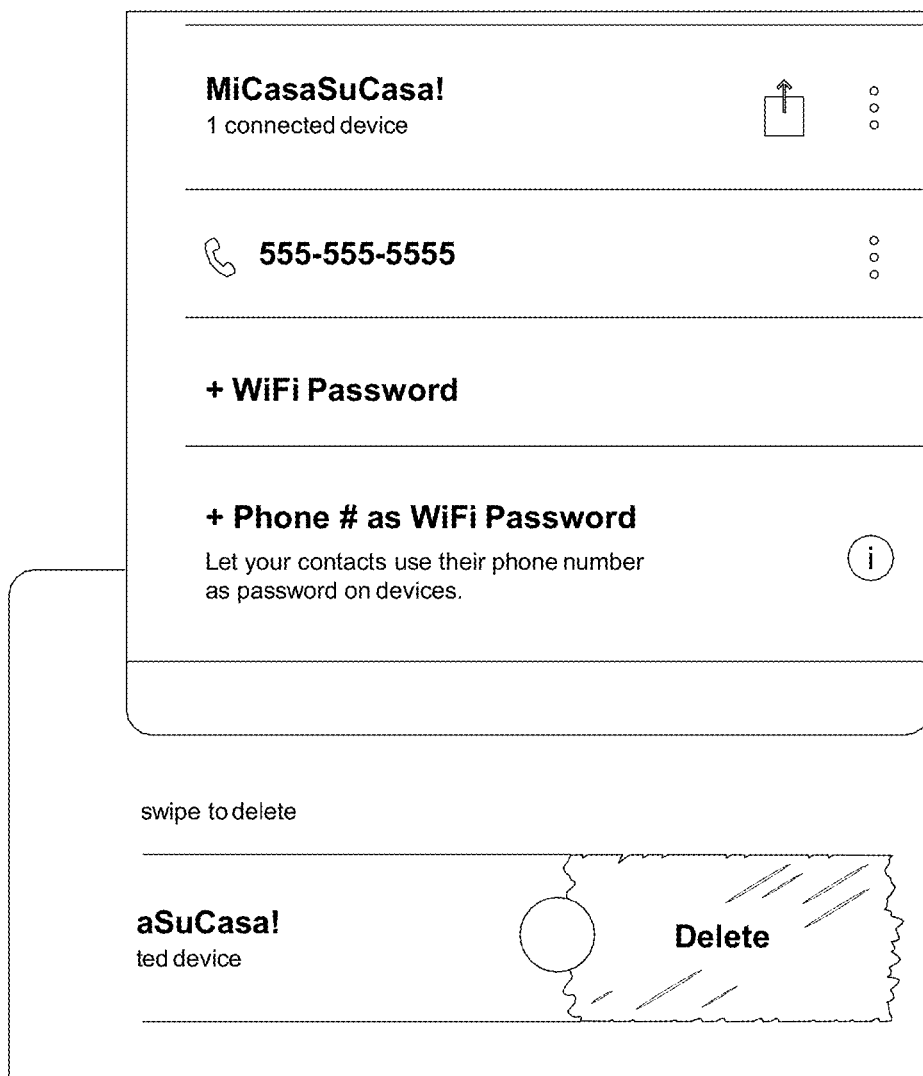 MiCasaSuCasa!
1 connected device
555-555-5555
+ WiFi Password
+ Phone # as WiFi Password
Let your contacts use their phone number
as password on devices.
i
swipe to delete
aSuCasa!
ted device
Delete